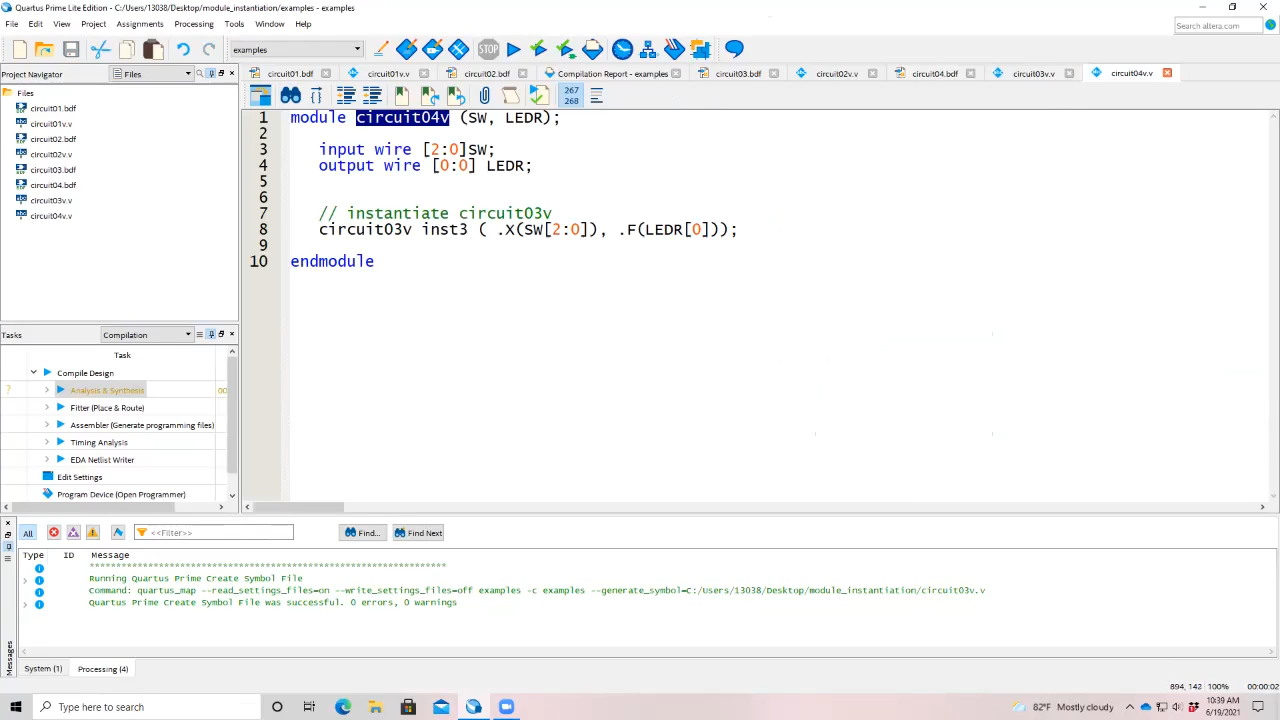 Quartus Prime Lite Edition - C:/Users/13038/Desktop/module_instantiation/examples - examples
File Edit View Project Assignments Processing Tools Window Help
Search altera.com
examples
STOP
Project Navigator
Files
circuit01.bdf
circuit01v.v
circuit02.bdf
Compilation Report - examples
circuit03.bdf
circuit02v.v
circuit04.bdf
circuit03v.v
circuit04v.v
Files
circuit01.bdf
circuit01v.v
circuit02.bdf
circuit02v.v
circuit03.bdf
circuit04.bdf
circuit03v.v
circuit04v.v
267
268
1 module circuit04v (SW, LEDR);
2
3 input wire [2:0]SW;
4 output wire [0:0] LEDR;
5
6
7 // instantiate circuit03v
8 circuit03v inst3 ( .X(SW[2:0]), .F(LEDR[0]));
9
10 endmodule
Tasks
Compilation
Task
Compile Design
? Analysis & Synthesis 00
Fitter (Place & Route)
Assembler (Generate programming files)
Timing Analysis
EDA Netlist Writer
Edit Settings
Program Device (Open Programmer)
All
<<Filter>>
Find...
Find Next
Type ID Message
*******************************************************************
Running Quartus Prime Create Symbol File
Command: quartus_map --read_settings_files=on --write_settings_files=off examples -c examples --generate_symbol=C:/Users/13038/Desktop/module_instantiation/circuit03v.v
Quartus Prime Create Symbol File was successful. 0 errors, 0 warnings
Messages
System (1)
Processing (4)
894, 142 100% 00:00:02
Type here to search
82°F Mostly cloudy
10:39 AM
6/19/2021